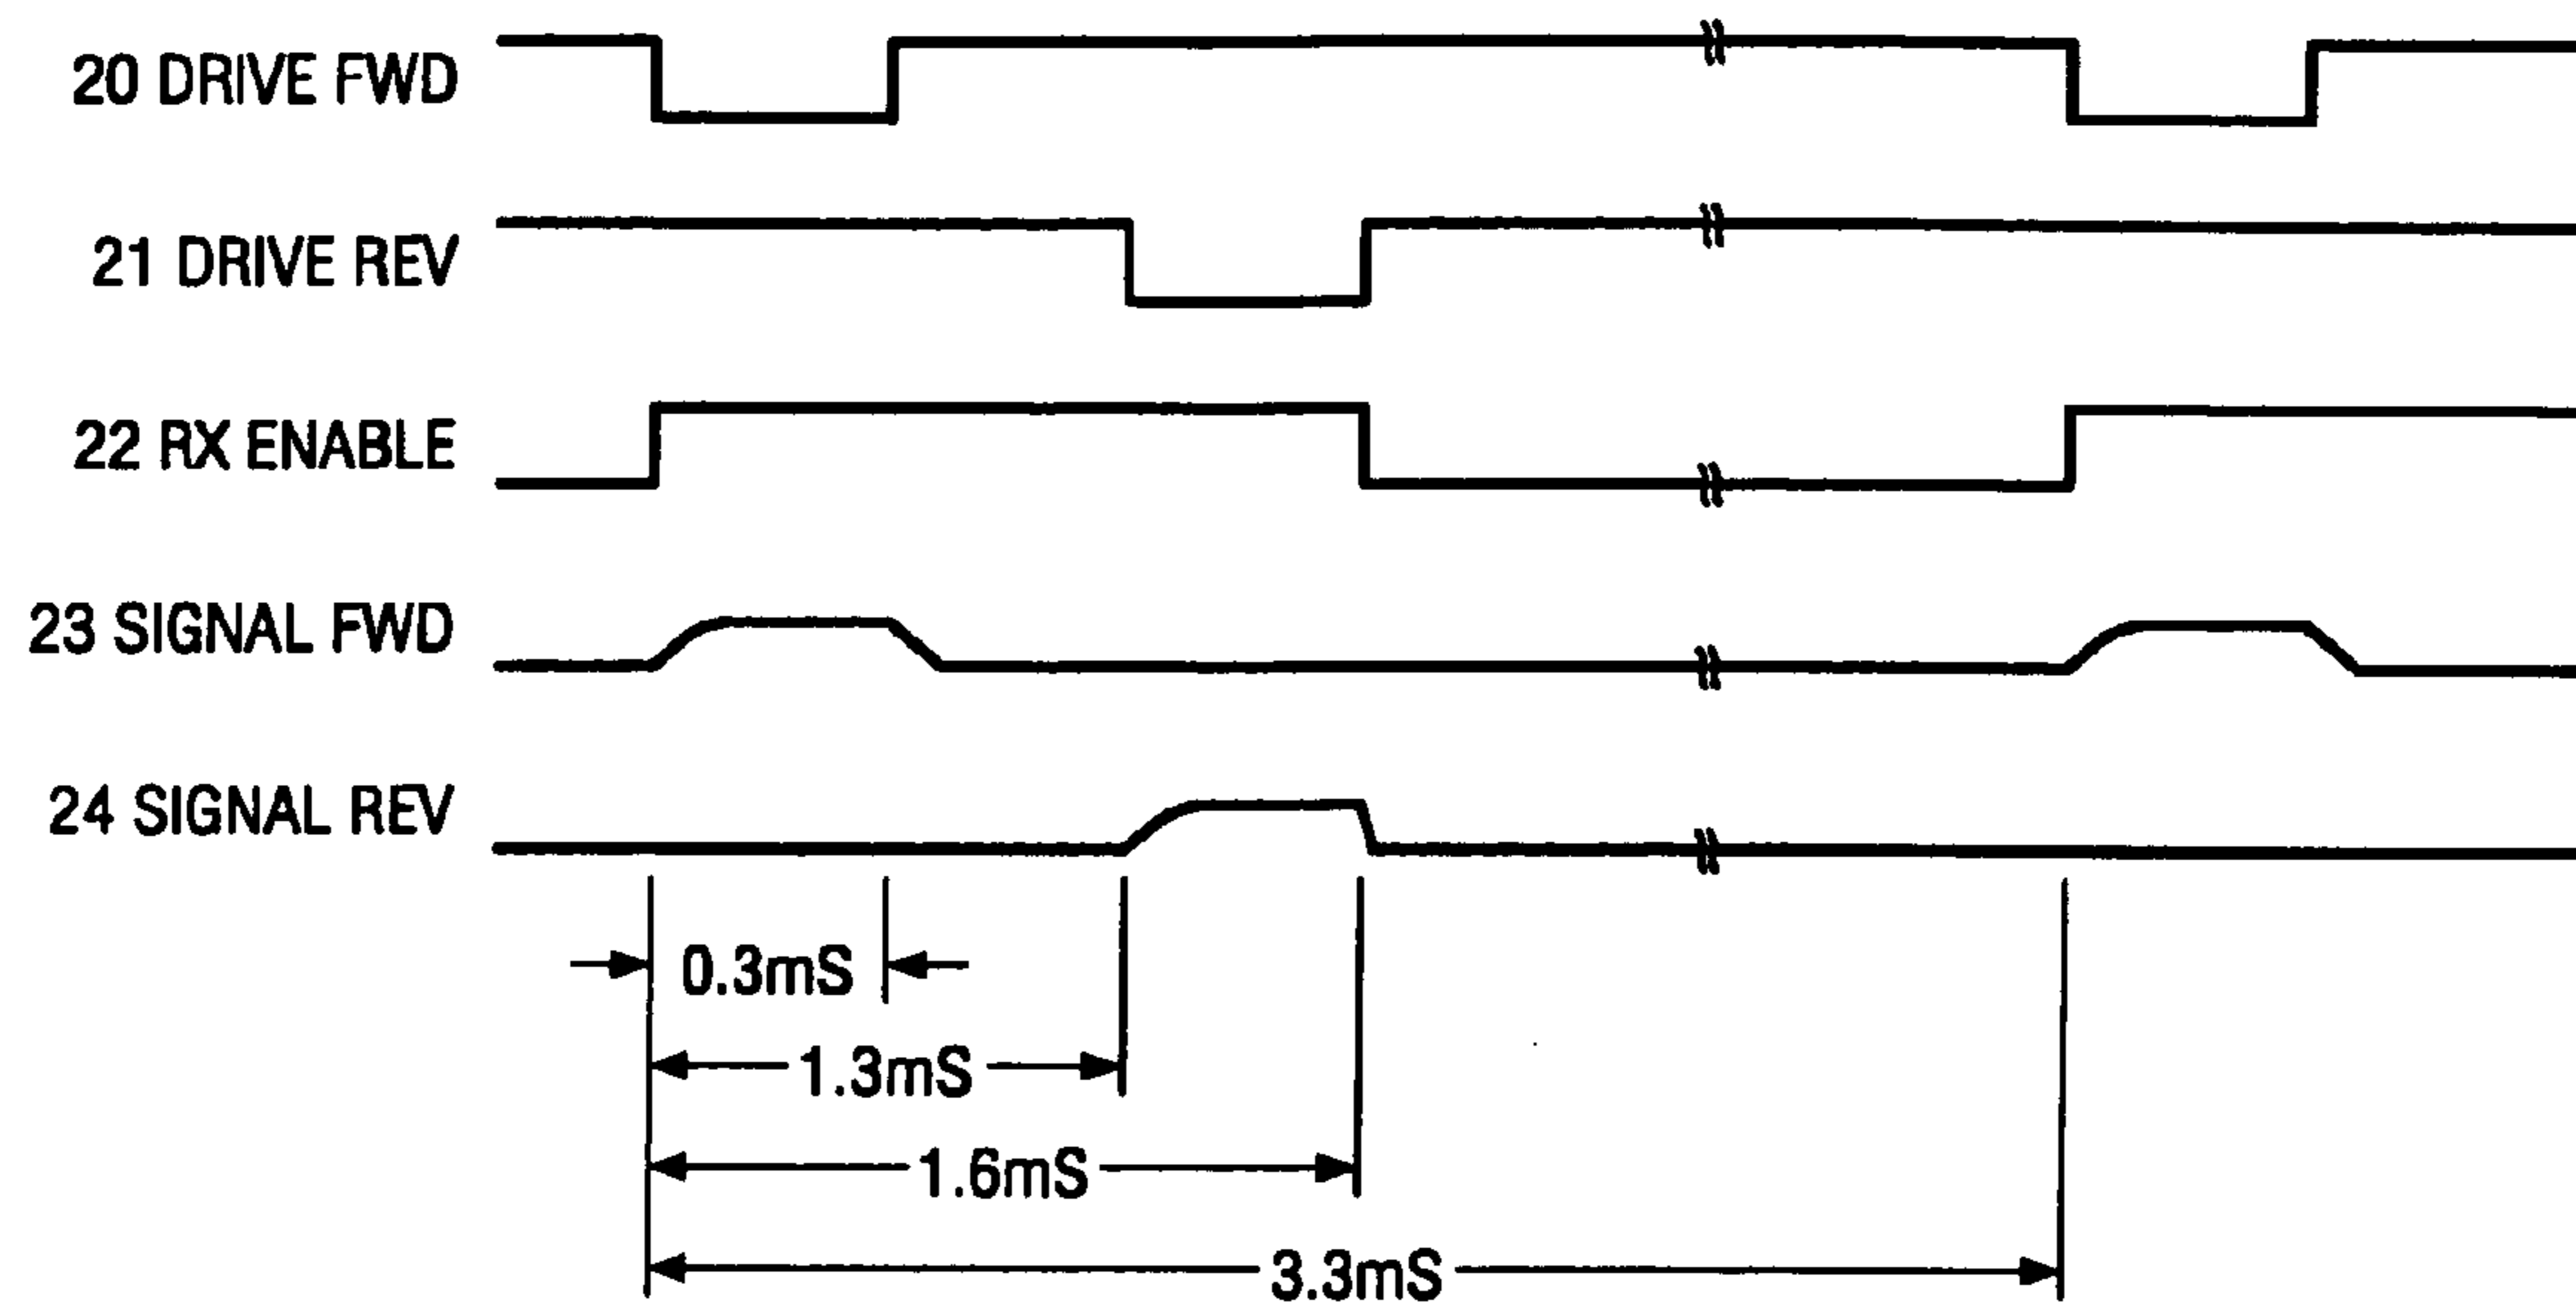 20 DRIVE FWD
21 DRIVE REV
22 RX ENABLE
23 SIGNAL FWD
24 SIGNAL REV
0.3mS
1.3mS
1.6mS
3.3mS